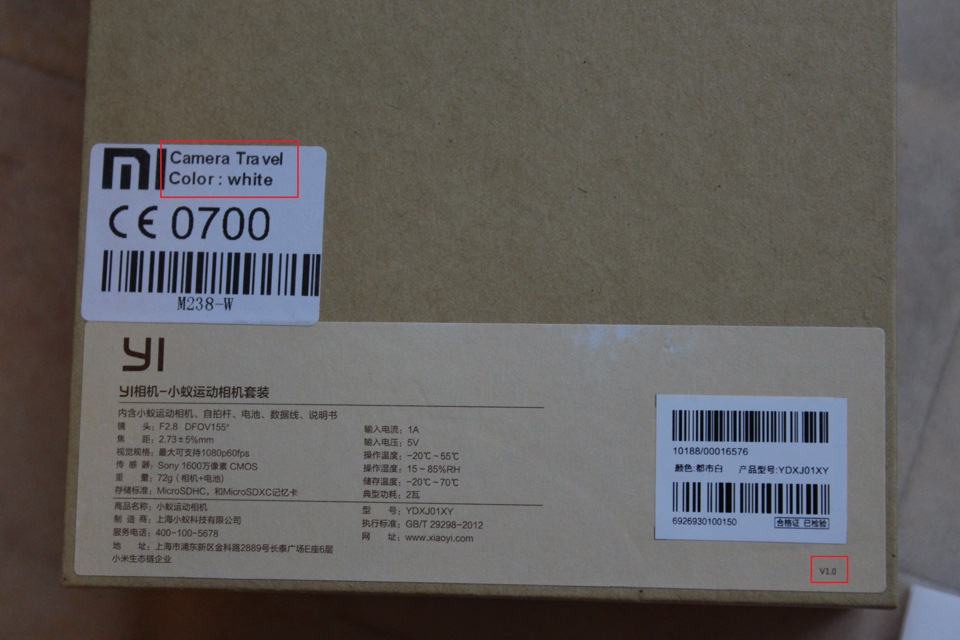 mi Camera Travel
Color : white
CE 0700
M238-W
YI
YI相机-小蚁运动相机套装
内含小蚁运动相机、自拍杆、电池、数据线、说明书
镜 头: F2.8 DFOV155°
焦 距: 2.73±5%mm
视觉规格: 最大可支持1080p60fps
传 感 器: Sony 1600万像素 CMOS
重 量: 72g（相机+电池）
存储标准: MicroSDHC，和MicroSDXC记忆卡
输入电流: 1A
输入电压: 5V
操作温度: -20℃~55℃
操作湿度: 15~85%RH
储存温度: -20℃~70℃
典型功耗: 2瓦
商品名称: 小蚁运动相机
制 造 商: 上海小蚁科技有限公司
服务电话: 400-100-5678
地 址: 上海市浦东新区金科路2889号长泰广场E座6层
小米生态链企业
型 号: YDXJ01XY
执行标准: GB/T 29298-2012
网 址: www.xiaoyi.com
10188/00016576
颜色:都市白 产品型号:YDXJ01XY
6926930100150 合格证 已检验
V1.0